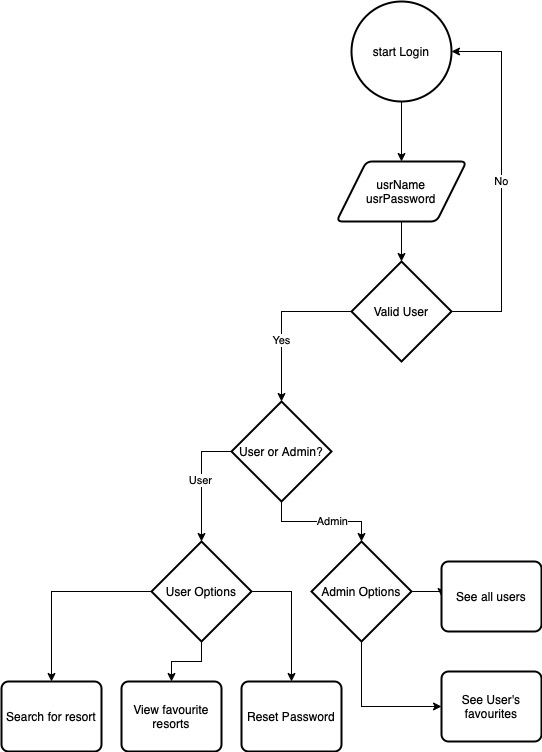 start Login
No
usrName
usrPassword
Valid User
Yes
User or Admin?
User
Admin
User Options
Admin Options
See all users
Search for resort
View favourite
resorts
Reset Password
See User's
favourites